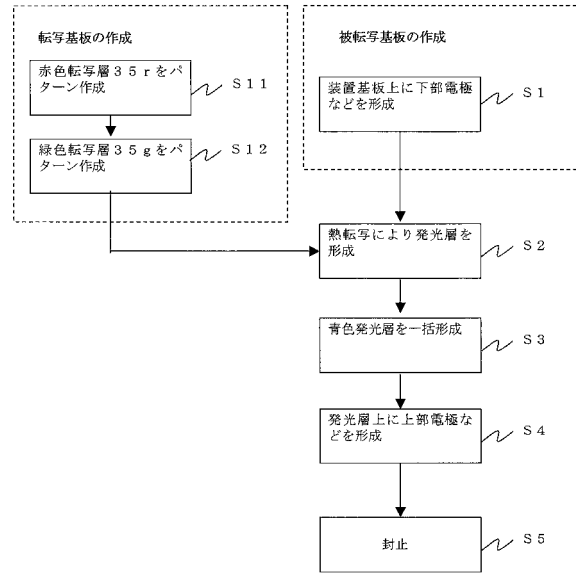 転写基板の作成
赤色転写層35rをパ
ターン作成
S11
緑色転写層35gをパ
ターン作成
S12
被転写基板の作成
装置基板上に下部電極
などを形成
S1
熱転写により発光層を
形成
S2
青色発光層を一括形成
S3
発光層上に上部電極な
どを形成
S4
封止
S5